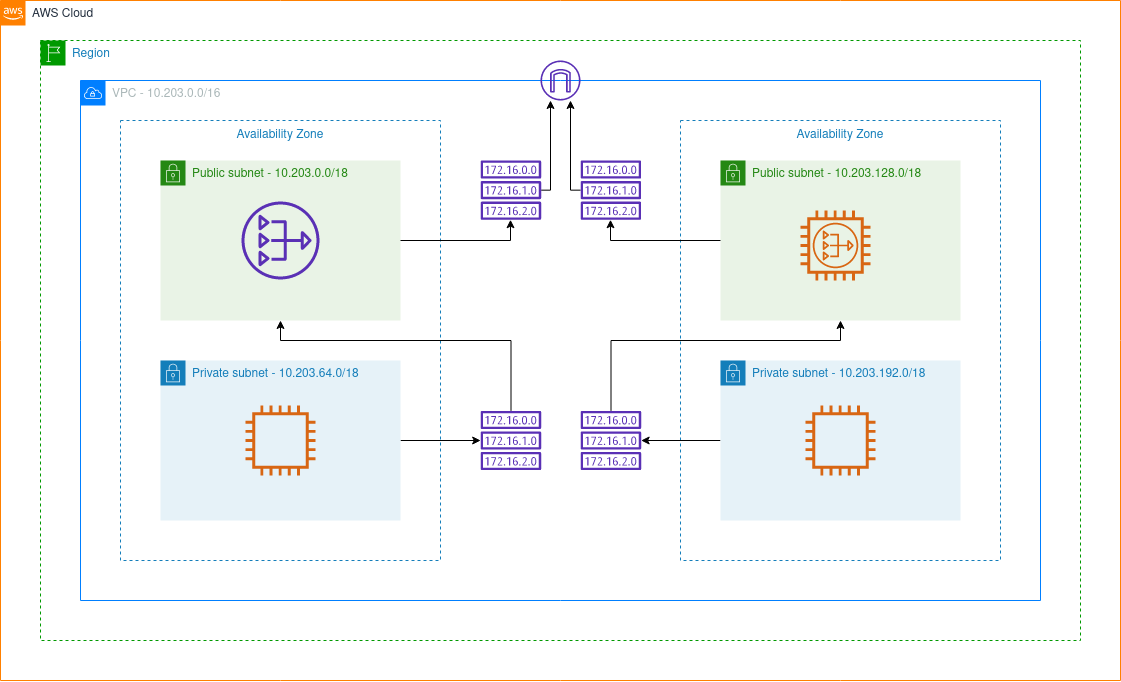 aws
AWS Cloud
Region
VPC - 10.203.0.0/16
Availability Zone
Availability Zone
Public subnet - 10.203.0.0/18
172.16.0.0
172.16.1.0
172.16.2.0
172.16.0.0
172.16.1.0
172.16.2.0
Public subnet - 10.203.128.0/18
Private subnet - 10.203.64.0/18
172.16.0.0
172.16.1.0
172.16.2.0
172.16.0.0
172.16.1.0
172.16.2.0
Private subnet - 10.203.192.0/18